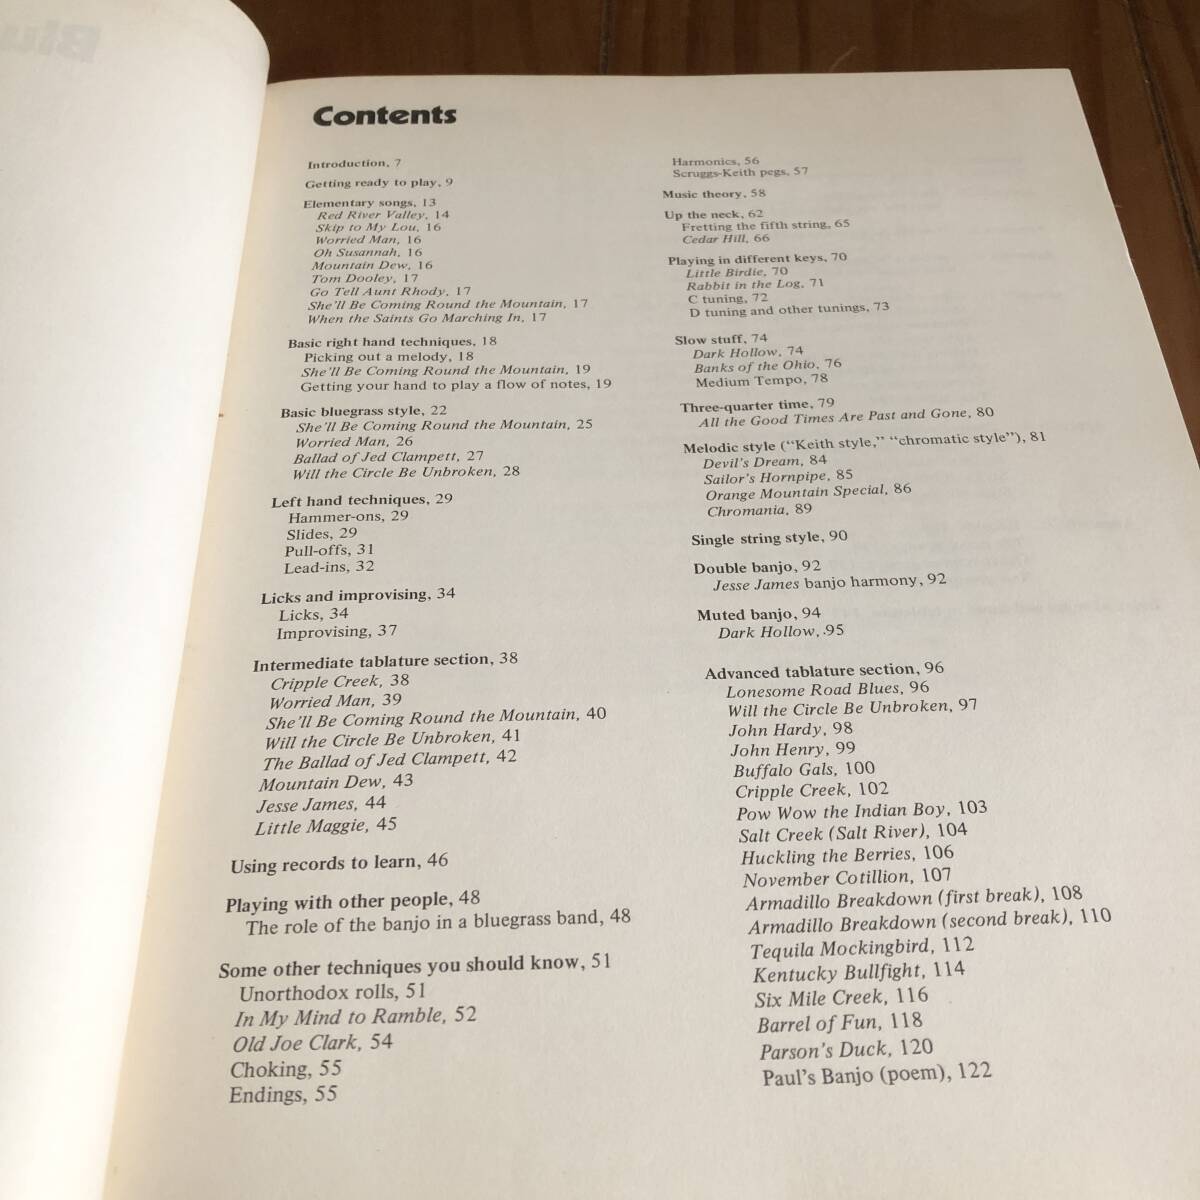 Contents
Introduction, 7
Getting ready to play, 9
Elementary songs, 13
Red River Valley, 14
Skip to My Lou, 16
Worried Man, 16
Oh Susannah, 16
Mountain Dew, 16
Tom Dooley, 17
Go Tell Aunt Rhody, 17
She'll Be Coming Round the Mountain, 17
When the Saints Go Marching In, 17
Basic right hand techniques, 18
Picking out a melody, 18
She'll Be Coming Round the Mountain, 19
Getting your hand to play a flow of notes, 19
Basic bluegrass style, 22
She'll Be Coming Round the Mountain, 25
Worried Man, 26
Ballad of Jed Clampett, 27
Will the Circle Be Unbroken, 28
Left hand techniques, 29
Hammer-ons, 29
Slides, 29
Pull-offs, 31
Lead-ins, 32
Licks and improvising, 34
Licks, 34
Improvising, 37
Intermediate tablature section, 38
Cripple Creek, 38
Worried Man, 39
She'll Be Coming Round the Mountain, 40
Will the Circle Be Unbroken, 41
The Ballad of Jed Clampett, 42
Mountain Dew, 43
Jesse James, 44
Little Maggie, 45
Using records to learn, 46
Playing with other people, 48
The role of the banjo in a bluegrass band, 48
Some other techniques you should know, 51
Unorthodox rolls, 51
In My Mind to Ramble, 52
Old Joe Clark, 54
Choking, 55
Endings, 55
Harmonics, 56
Scruggs-Keith pegs, 57
Music theory, 58
Up the neck, 62
Fretting the fifth string, 65
Cedar Hill, 66
Playing in different keys, 70
Little Birdie, 70
Rabbit in the Log, 71
C tuning, 72
D tuning and other tunings, 73
Slow stuff, 74
Dark Hollow, 74
Banks of the Ohio, 76
Medium Tempo, 78
Three-quarter time, 79
All the Good Times Are Past and Gone, 80
Melodic style ("Keith style," "chromatic style"), 81
Devil's Dream, 84
Sailor's Hornpipe, 85
Orange Mountain Special, 86
Chromania, 89
Single string style, 90
Double banjo, 92
Jesse James banjo harmony, 92
Muted banjo, 94
Dark Hollow, 95
Advanced tablature section, 96
Lonesome Road Blues, 96
Will the Circle Be Unbroken, 97
John Hardy, 98
John Henry, 99
Buffalo Gals, 100
Cripple Creek, 102
Pow Wow the Indian Boy, 103
Salt Creek (Salt River), 104
Huckling the Berries, 106
November Cotillion, 107
Armadillo Breakdown (first break), 108
Armadillo Breakdown (second break), 110
Tequila Mockingbird, 112
Kentucky Bullfight, 114
Six Mile Creek, 116
Barrel of Fun, 118
Parson's Duck, 120
Paul's Banjo (poem), 122